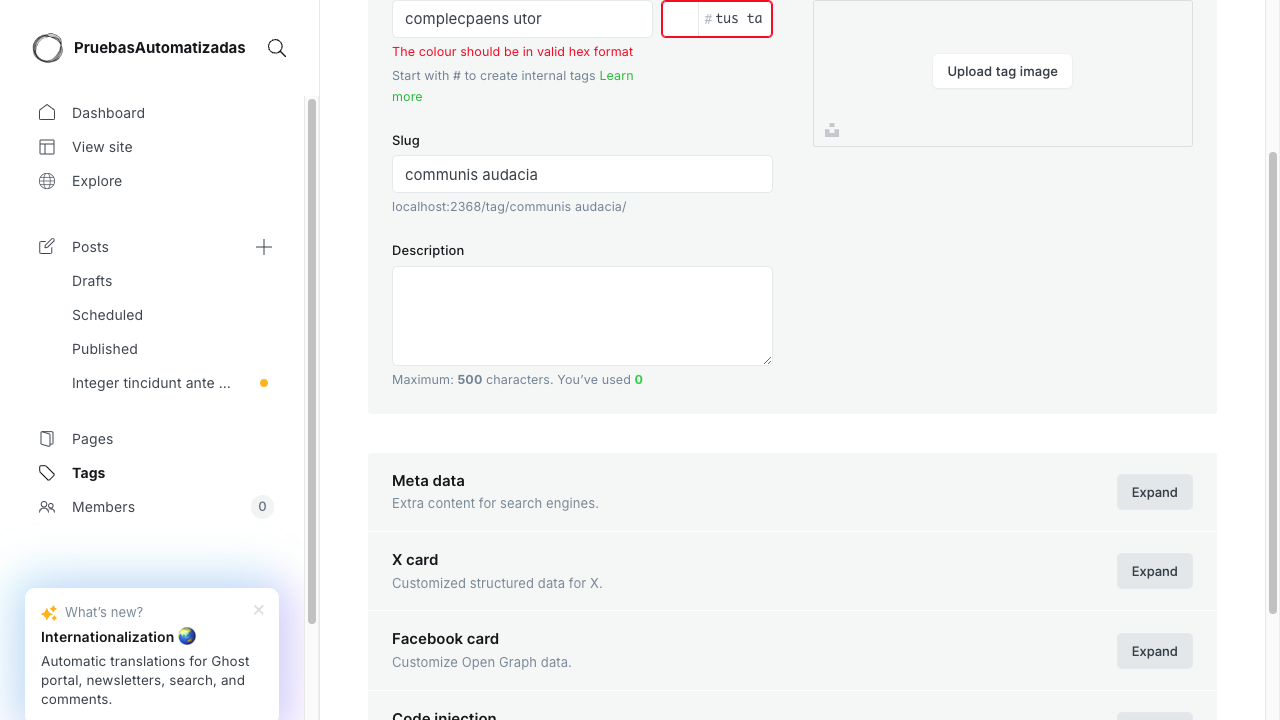 PruebasAutomatizadas
Dashboard
View site
Explore
Posts
Drafts
Scheduled
Published
Integer tincidunt ante ...
Pages
Tags
Members
0
What's new?
Internationalization 🌏
Automatic translations for Ghost
portal, newsletters, search, and
comments.
complecpaens utor
# tus ta
The colour should be in valid hex format
Start with # to create internal tags Learn
more
Slug
communis audacia
localhost:2368/tag/communis audacia/
Description
Maximum: 500 characters. You've used 0
Upload tag image
Meta data
Extra content for search engines.
Expand
X card
Customized structured data for X.
Expand
Facebook card
Customize Open Graph data.
Expand
Code injection